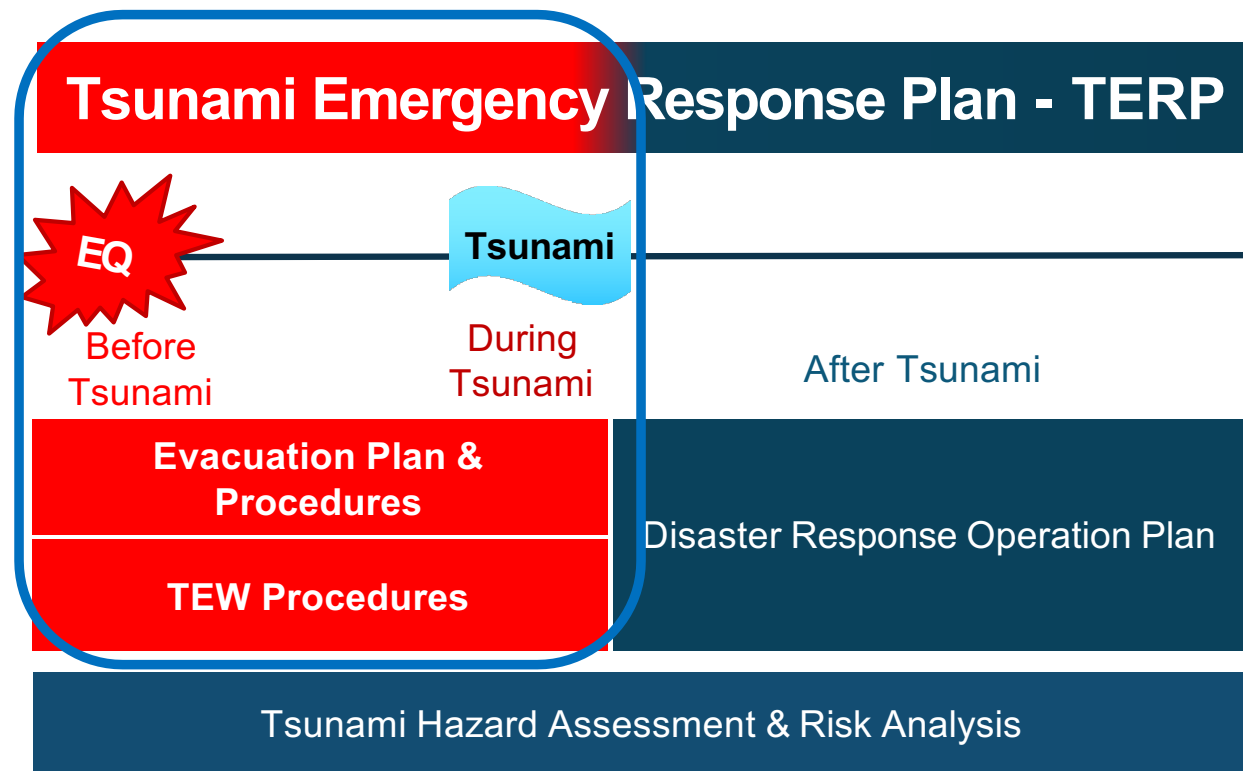 Tsunami Emergency Response Plan - TERP
EQ
Tsunami
Before
Tsunami
During
Tsunami
After Tsunami
Evacuation Plan &
Procedures
TEW Procedures
Disaster Response Operation Plan
Tsunami Hazard Assessment & Risk Analysis